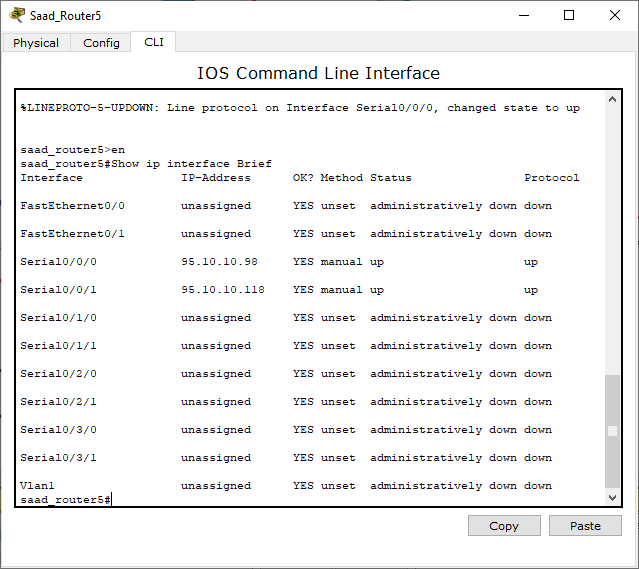 Saad_Router5
Physical Config CLI
IOS Command Line Interface
%LINEPROTO-5-UPDOWN: Line protocol on Interface Serial0/0/0, changed state to up
saad_router5>en
saad_router5#Show ip interface Brief
Interface IP-Address OK? Method Status Protocol
FastEthernet0/0 unassigned YES unset administratively down down
FastEthernet0/1 unassigned YES unset administratively down down
Serial0/0/0 95.10.10.98 YES manual up up
Serial0/0/1 95.10.10.118 YES manual up up
Serial0/1/0 unassigned YES unset administratively down down
Serial0/1/1 unassigned YES unset administratively down down
Serial0/2/0 unassigned YES unset administratively down down
Serial0/2/1 unassigned YES unset administratively down down
Serial0/3/0 unassigned YES unset administratively down down
Serial0/3/1 unassigned YES unset administratively down down
Vlan1 unassigned YES unset administratively down down
saad_router5#
Copy Paste